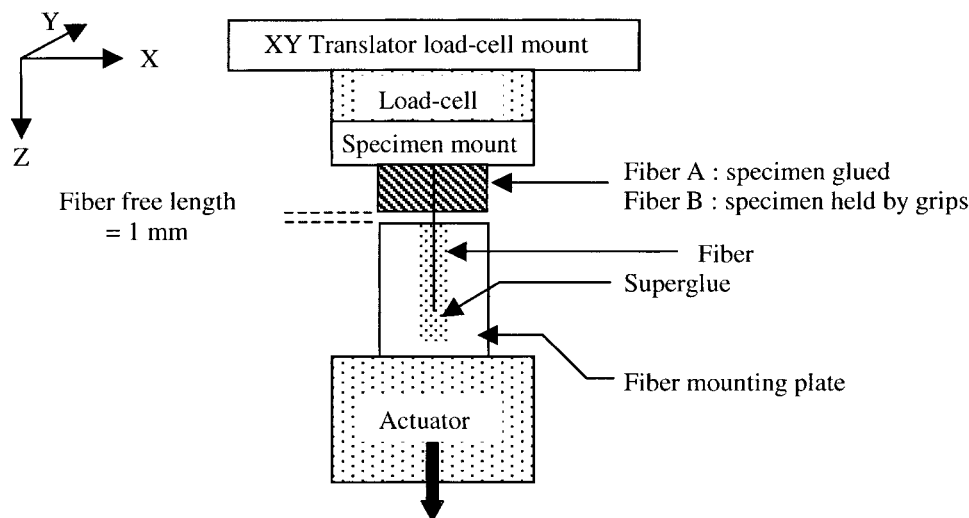 Y
X
Z
XY Translator load-cell mount
Load-cell
Specimen mount
Fiber A : specimen glued
Fiber B : specimen held by grips
Fiber free length
= 1 mm
Fiber
Superglue
Fiber mounting plate
Actuator